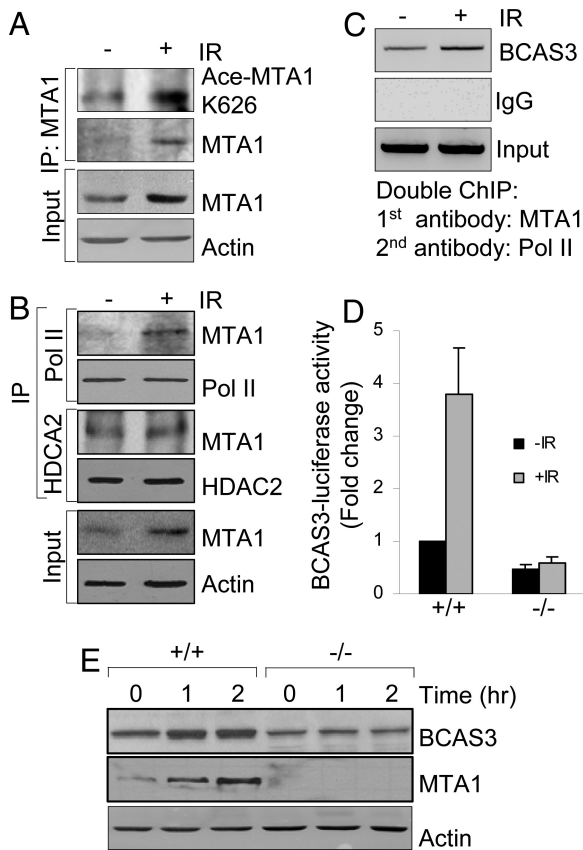 A
- + IR
IP: MTA1
Ace-MTA1
K626
MTA1
Input
MTA1
Actin
B
- + IR
IP
Pol II
MTA1
Pol II
HDCA2
MTA1
HDAC2
Input
MTA1
Actin
C
- + IR
BCAS3
IgG
Input
Double ChIP:
1st antibody: MTA1
2nd antibody: Pol II
D
BCAS3-luciferase activity
(Fold change)
5
4
3
2
1
0
-IR
+IR
+/+ -/-
E
+/+ -/-
0 1 2 0 1 2 Time (hr)
BCAS3
MTA1
Actin